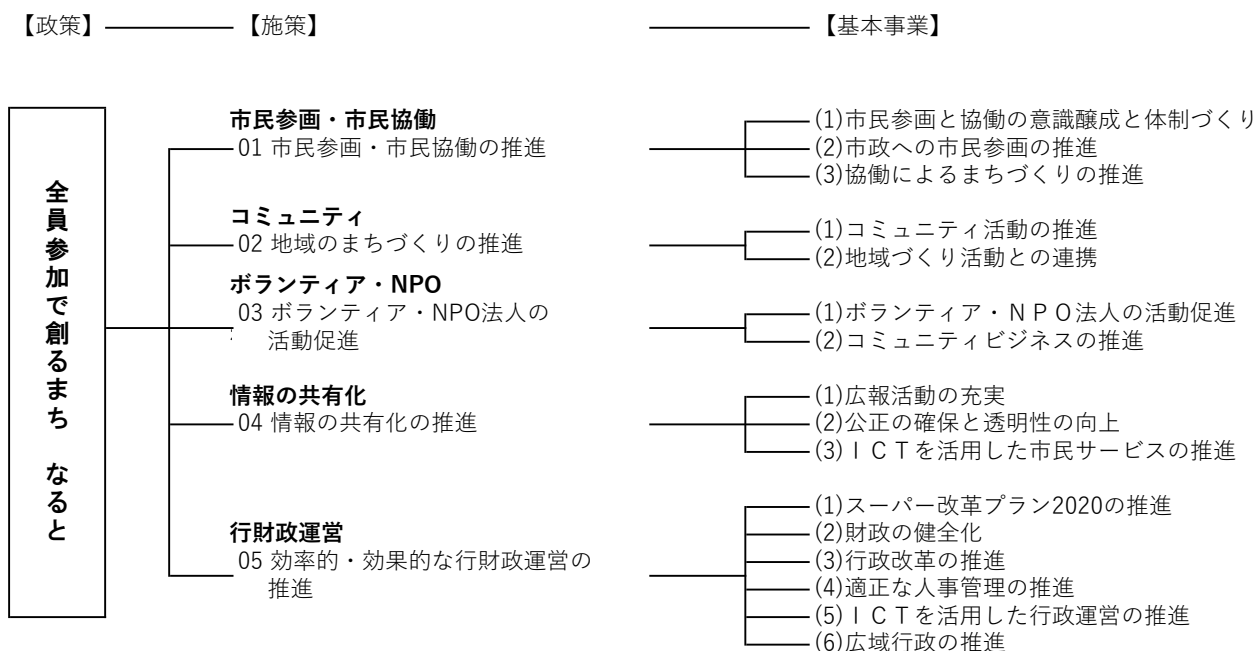 【政策】 【施策】 【基本事業】
全員参加で創るまち なると
市民参画・市民協働
01 市民参画・市民協働の推進
(1)市民参画と協働の意識醸成と体制づくり
(2)市政への市民参画の推進
(3)協働によるまちづくりの推進
コミュニティ
02 地域のまちづくりの推進
(1)コミュニティ活動の推進
(2)地域づくり活動との連携
ボランティア・NPO
03 ボランティア・NPO法人の
活動促進
(1)ボランティア・ＮＰＯ法人の活動促進
(2)コミュニティビジネスの推進
情報の共有化
04 情報の共有化の推進
(1)広報活動の充実
(2)公正の確保と透明性の向上
(3)ＩＣＴを活用した市民サービスの推進
行財政運営
05 効率的・効果的な行財政運営の
推進
(1)スーパー改革プラン2020の推進
(2)財政の健全化
(3)行政改革の推進
(4)適正な人事管理の推進
(5)ＩＣＴを活用した行政運営の推進
(6)広域行政の推進